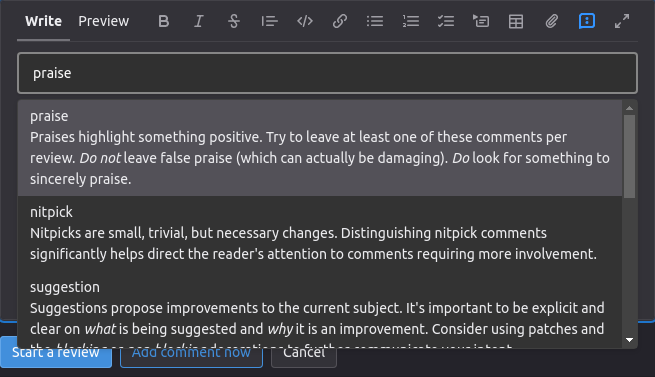 Write Preview
praise
praise
Praises highlight something positive. Try to leave at least one of these comments per
review. Do not leave false praise (which can actually be damaging). Do look for something to
sincerely praise.
nitpick
Nitpicks are small, trivial, but necessary changes. Distinguishing nitpick comments
significantly helps direct the reader's attention to comments requiring more involvement.
suggestion
Suggestions propose improvements to the current subject. It's important to be explicit and
clear on what is being suggested and why it is an improvement. Consider using patches and
Start a review Add comment now Cancel